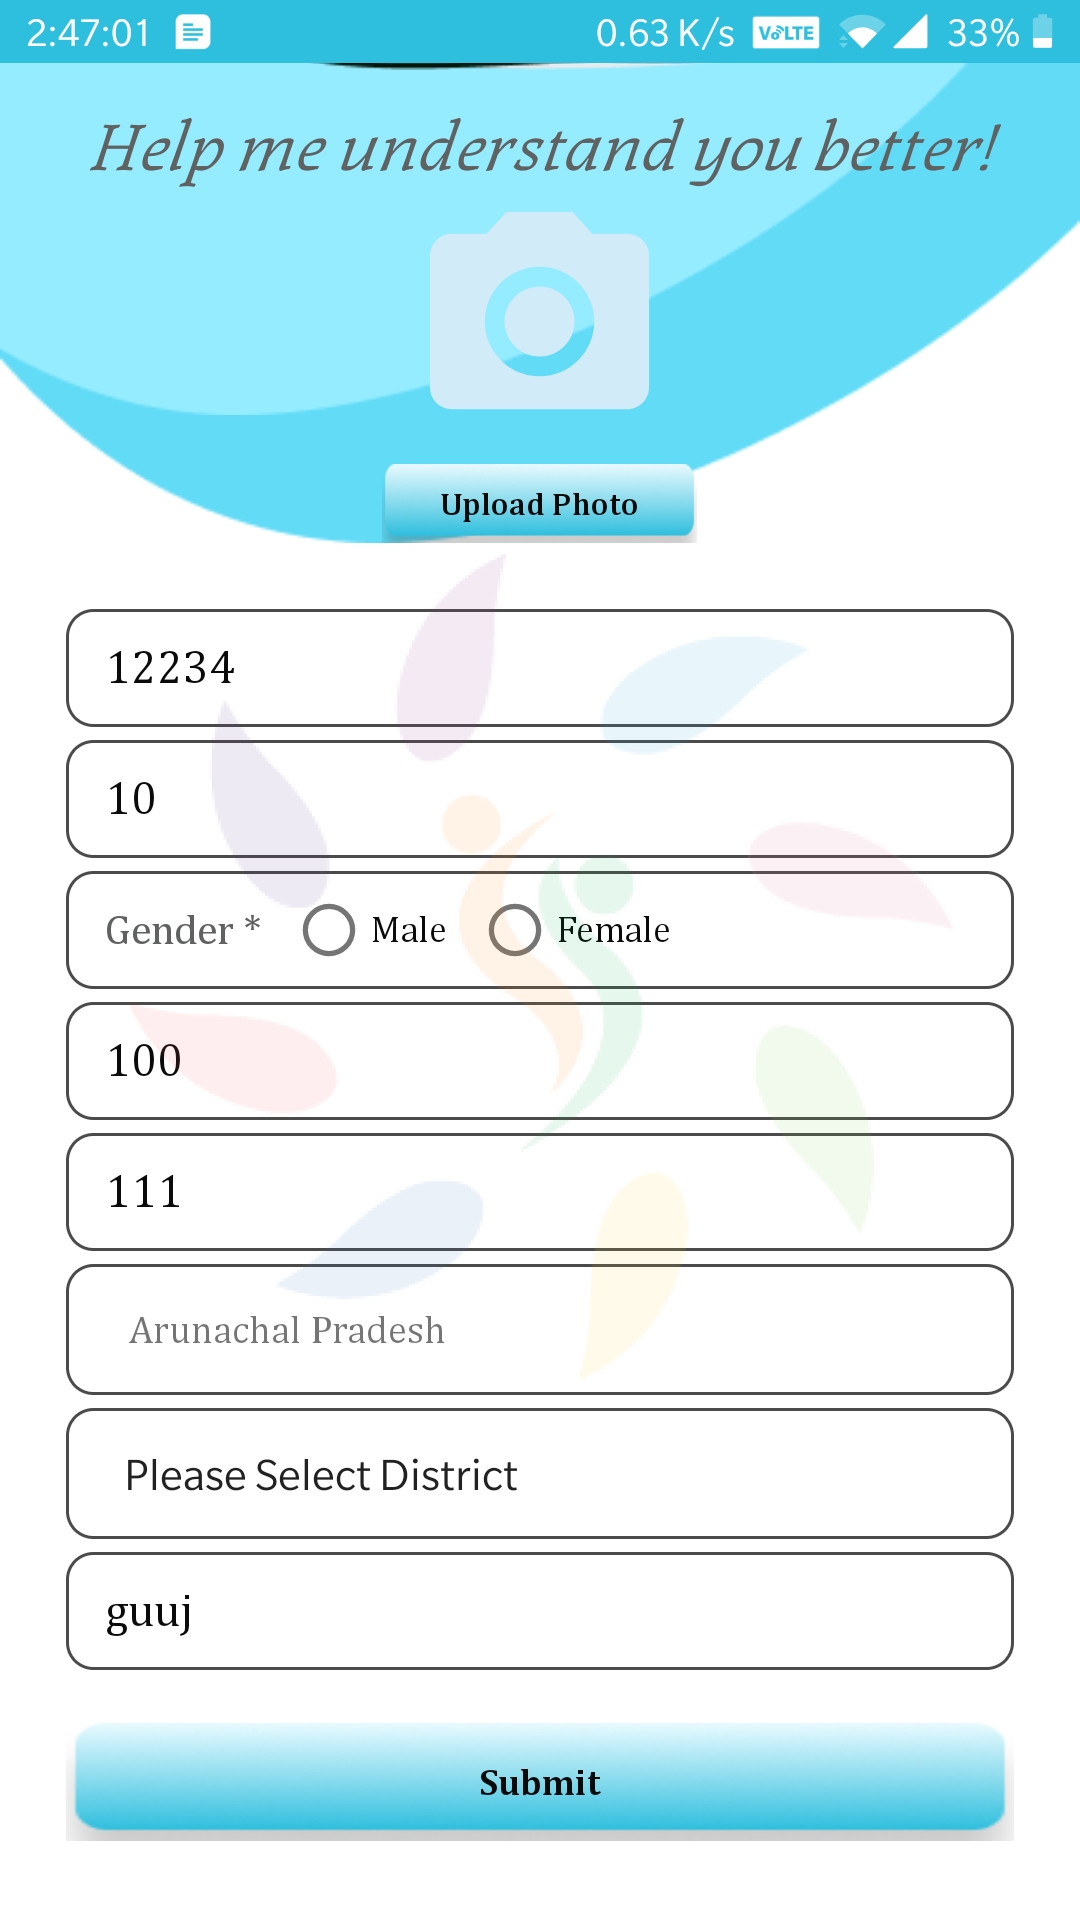 2:47:01 0.63 K/s VoLTE 33%
Help me understand you better!
Upload Photo
12234
10
Gender * Male Female
100
111
Arunachal Pradesh
Please Select District
guuj
Submit